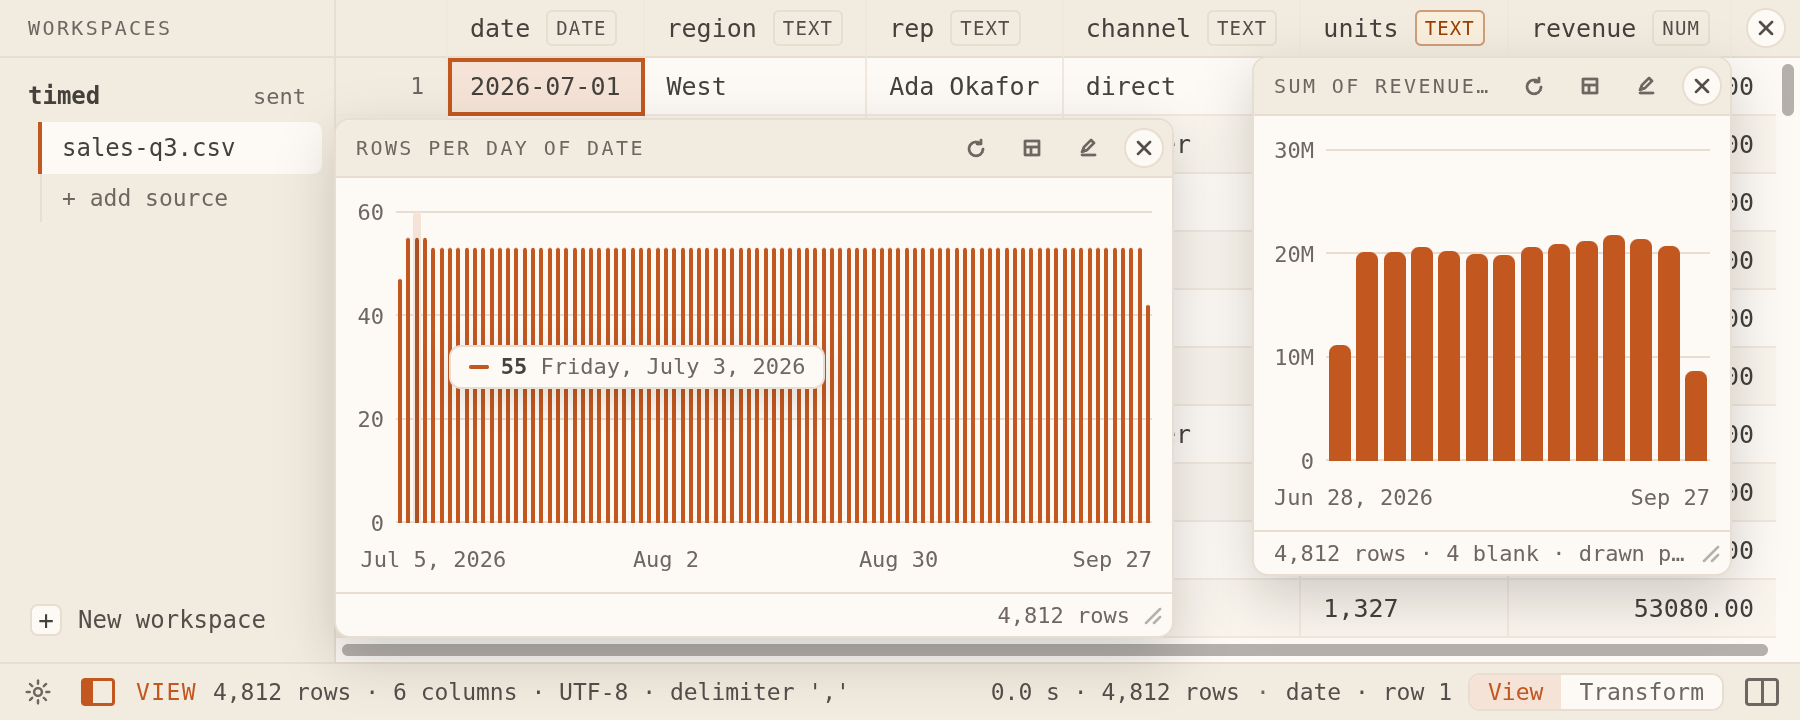 WORKSPACES
date DATE region TEXT rep TEXT channel TEXT units TEXT revenue NUM
timed sent
sales-q3.csv
+ add source
+ New workspace
1 2026-07-01 West Ada Okafor direct
ROWS PER DAY OF DATE
60
40
20
0
55 Friday, July 3, 2026
Jul 5, 2026 Aug 2 Aug 30 Sep 27
4,812 rows
SUM OF REVENUE…
30M
20M
10M
0
Jun 28, 2026 Sep 27
4,812 rows · 4 blank · drawn p…
1,327 53080.00
VIEW 4,812 rows · 6 columns · UTF-8 · delimiter ',' 0.0 s · 4,812 rows · date · row 1 View Transform